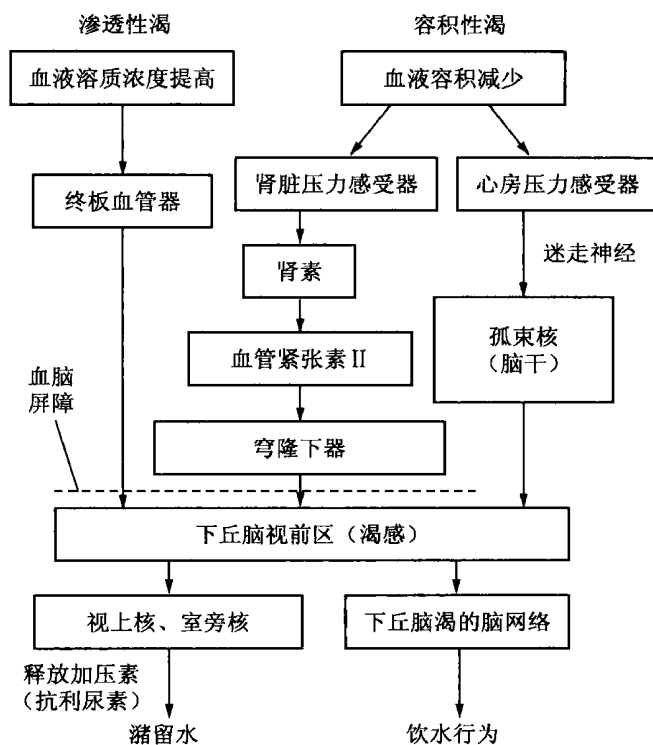 渗透性渴
容积性渴
血液溶质浓度提高
血液容积减少
终板血管器
肾脏压力感受器
心房压力感受器
迷走神经
肾素
孤束核
（脑干）
血管紧张素Ⅱ
血脑
屏障
穹隆下器
下丘脑视前区（渴感）
视上核、室旁核
下丘脑渴的脑网络
释放加压素
（抗利尿素）
潴留水
饮水行为